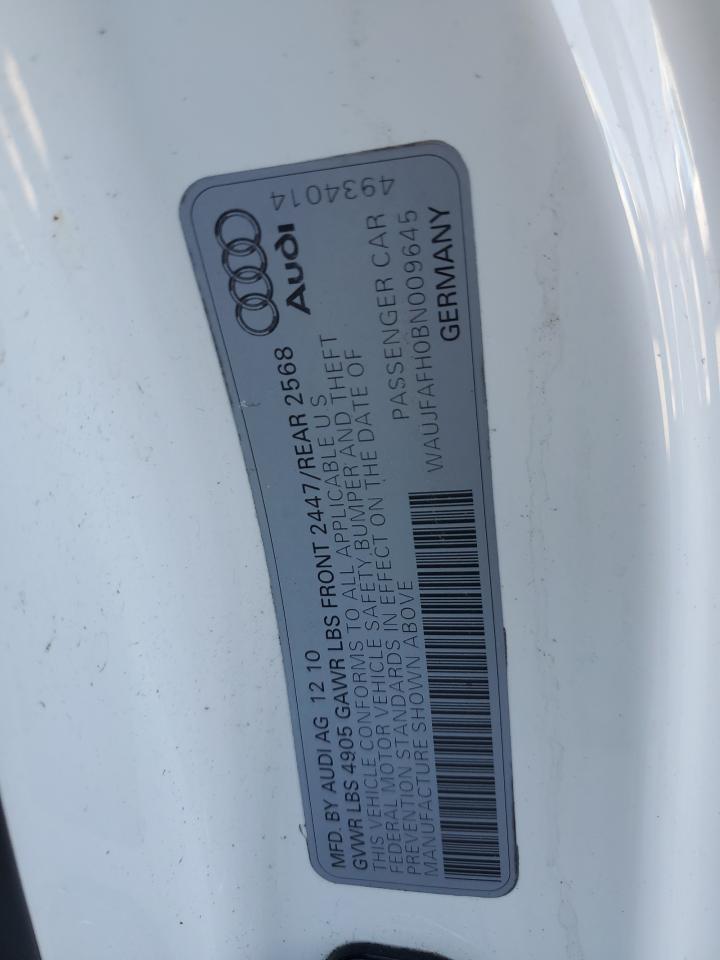 MFD. BY AUDI AG 12 10
GVWR LBS 4905 GAWR LBS FRONT 2447/REAR 2568
THIS VEHICLE CONFORMS TO ALL APPLICABLE U S
FEDERAL MOTOR VEHICLE SAFETY, BUMPER AND THEFT
PREVENTION STANDARDS IN EFFECT ON THE DATE OF
MANUFACTURE SHOWN ABOVE
Audi
4934014
PASSENGER CAR
WAUJFAFH0BN009645
GERMANY